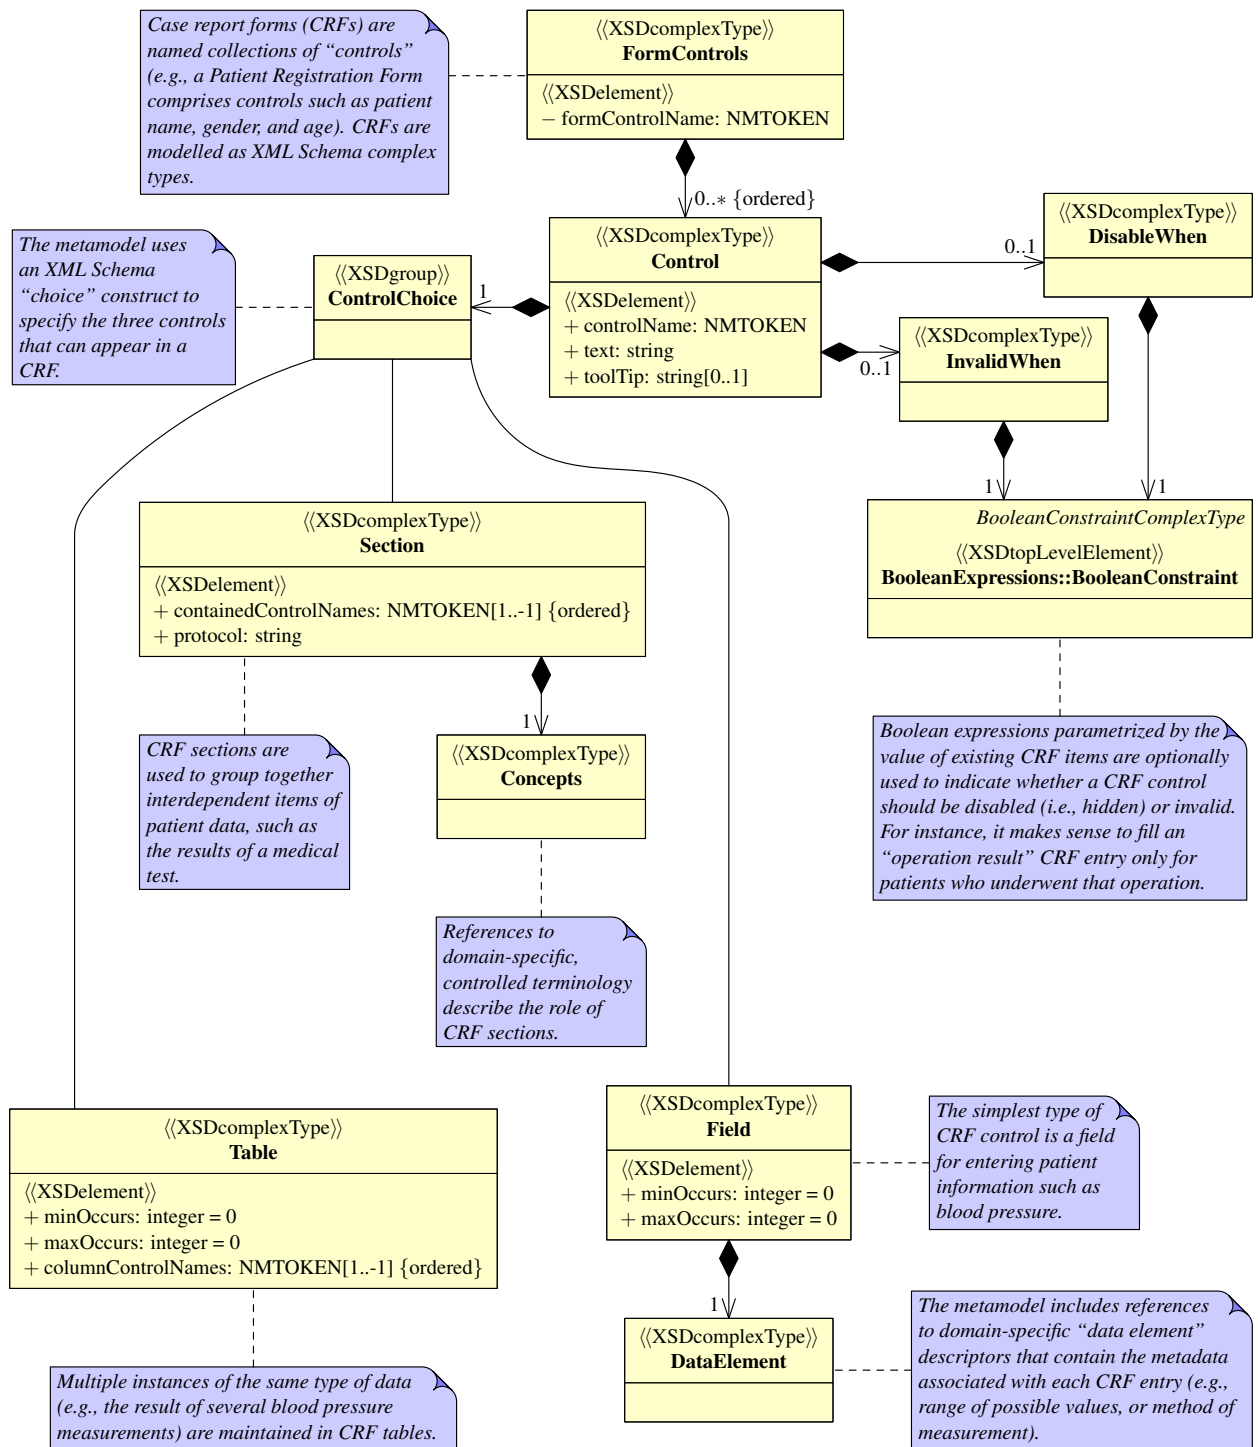 Case report forms (CRFs) are
named collections of “controls”
(e.g., a Patient Registration Form
comprises controls such as patient
name, gender, and age). CRFs are
modelled as XML Schema complex
types.
⟨⟨XSDcomplexType⟩⟩
FormControls
⟨⟨XSDelement⟩⟩
− formControlName: NMTOKEN
0..∗ {ordered}
The metamodel uses
an XML Schema
“choice” construct to
specify the three controls
that can appear in a
CRF.
⟨⟨XSDgroup⟩⟩
ControlChoice
1
⟨⟨XSDcomplexType⟩⟩
Control
⟨⟨XSDelement⟩⟩
+ controlName: NMTOKEN
+ text: string
+ toolTip: string[0..1]
0..1
⟨⟨XSDcomplexType⟩⟩
DisableWhen
0..1
⟨⟨XSDcomplexType⟩⟩
InvalidWhen
1
1
BooleanConstraintComplexType
⟨⟨XSDtopLevelElement⟩⟩
BooleanExpressions::BooleanConstraint
⟨⟨XSDcomplexType⟩⟩
Section
⟨⟨XSDelement⟩⟩
+ containedControlNames: NMTOKEN[1..-1] {ordered}
+ protocol: string
1
CRF sections are
used to group together
interdependent items of
patient data, such as
the results of a medical
test.
⟨⟨XSDcomplexType⟩⟩
Concepts
Boolean expressions parametrized by the
value of existing CRF items are optionally
used to indicate whether a CRF control
should be disabled (i.e., hidden) or invalid.
For instance, it makes sense to fill an
“operation result” CRF entry only for
patients who underwent that operation.
References to
domain-specific,
controlled terminology
describe the role of
CRF sections.
⟨⟨XSDcomplexType⟩⟩
Table
⟨⟨XSDelement⟩⟩
+ minOccurs: integer = 0
+ maxOccurs: integer = 0
+ columnControlNames: NMTOKEN[1..-1] {ordered}
⟨⟨XSDcomplexType⟩⟩
Field
⟨⟨XSDelement⟩⟩
+ minOccurs: integer = 0
+ maxOccurs: integer = 0
The simplest type of
CRF control is a field
for entering patient
information such as
blood pressure.
1
⟨⟨XSDcomplexType⟩⟩
DataElement
The metamodel includes references
to domain-specific “data element”
descriptors that contain the metadata
associated with each CRF entry (e.g.,
range of possible values, or method of
measurement).
Multiple instances of the same type of data
(e.g., the result of several blood pressure
measurements) are maintained in CRF tables.